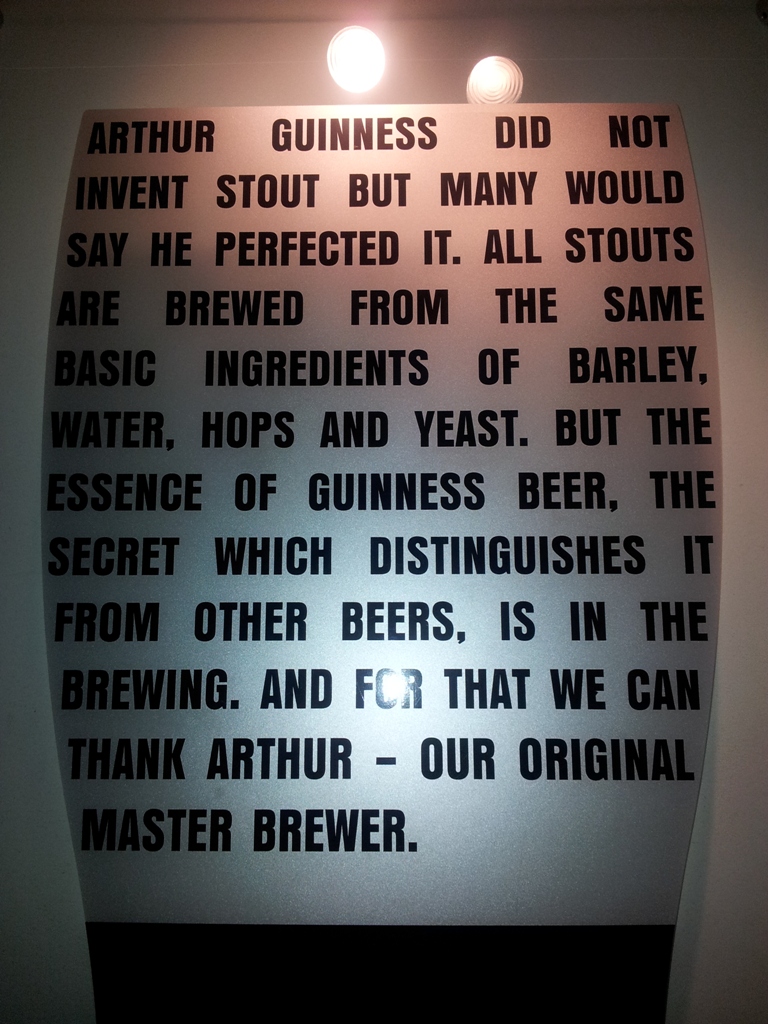 ARTHUR GUINNESS DID NOT
INVENT STOUT BUT MANY WOULD
SAY HE PERFECTED IT. ALL STOUTS
ARE BREWED FROM THE SAME
BASIC INGREDIENTS OF BARLEY,
WATER, HOPS AND YEAST. BUT THE
ESSENCE OF GUINNESS BEER, THE
SECRET WHICH DISTINGUISHES IT
FROM OTHER BEERS, IS IN THE
BREWING. AND FOR THAT WE CAN
THANK ARTHUR – OUR ORIGINAL
MASTER BREWER.